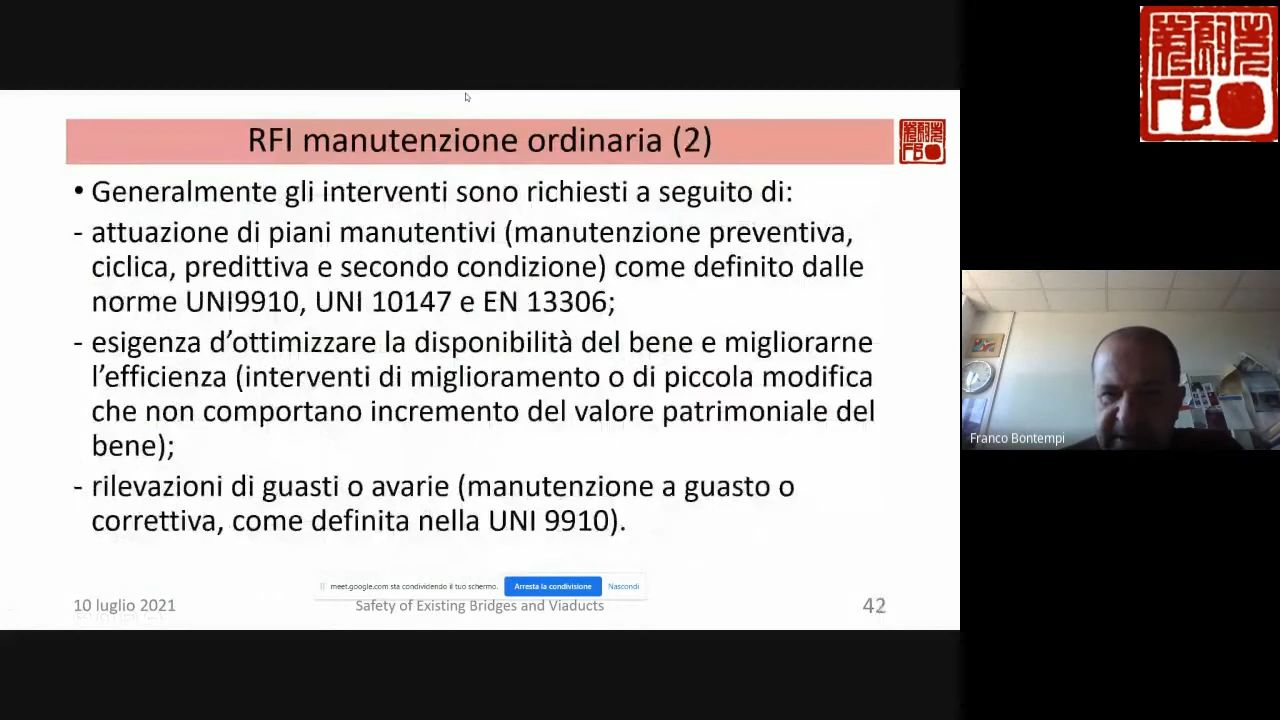 RFI manutenzione ordinaria (2)
• Generalmente gli interventi sono richiesti a seguito di:
- attuazione di piani manutentivi (manutenzione preventiva,
ciclica, predittiva e secondo condizione) come definito dalle
norme UNI9910, UNI 10147 e EN 13306;
- esigenza d’ottimizzare la disponibilità del bene e migliorarne
l’efficienza (interventi di miglioramento o di piccola modifica
che non comportano incremento del valore patrimoniale del
bene);
- rilevazioni di guasti o avarie (manutenzione a guasto o
correttiva, come definita nella UNI 9910).
meet.google.com sta condividendo il tuo schermo. Arresta la condivisione Nascondi
10 luglio 2021 Safety of Existing Bridges and Viaducts 42
Franco Bontempi